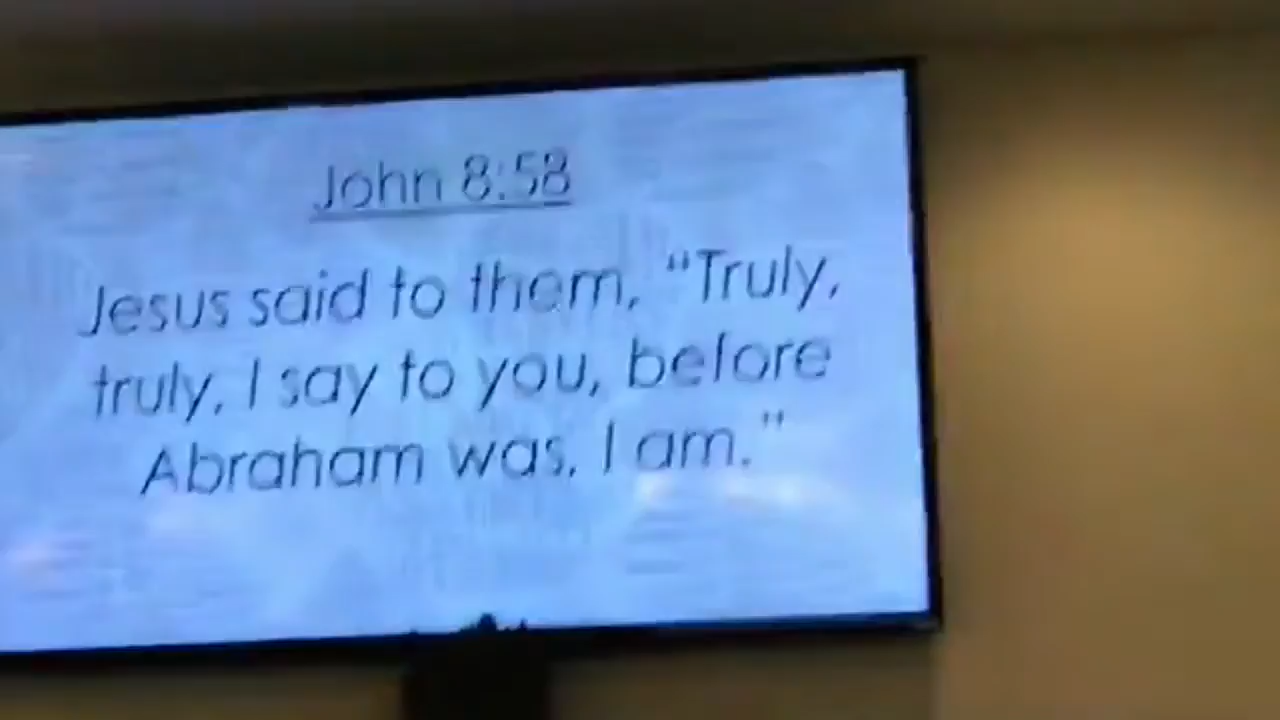 John 8:58
Jesus said to them, “Truly,
truly, I say to you, before
Abraham was, I am.”